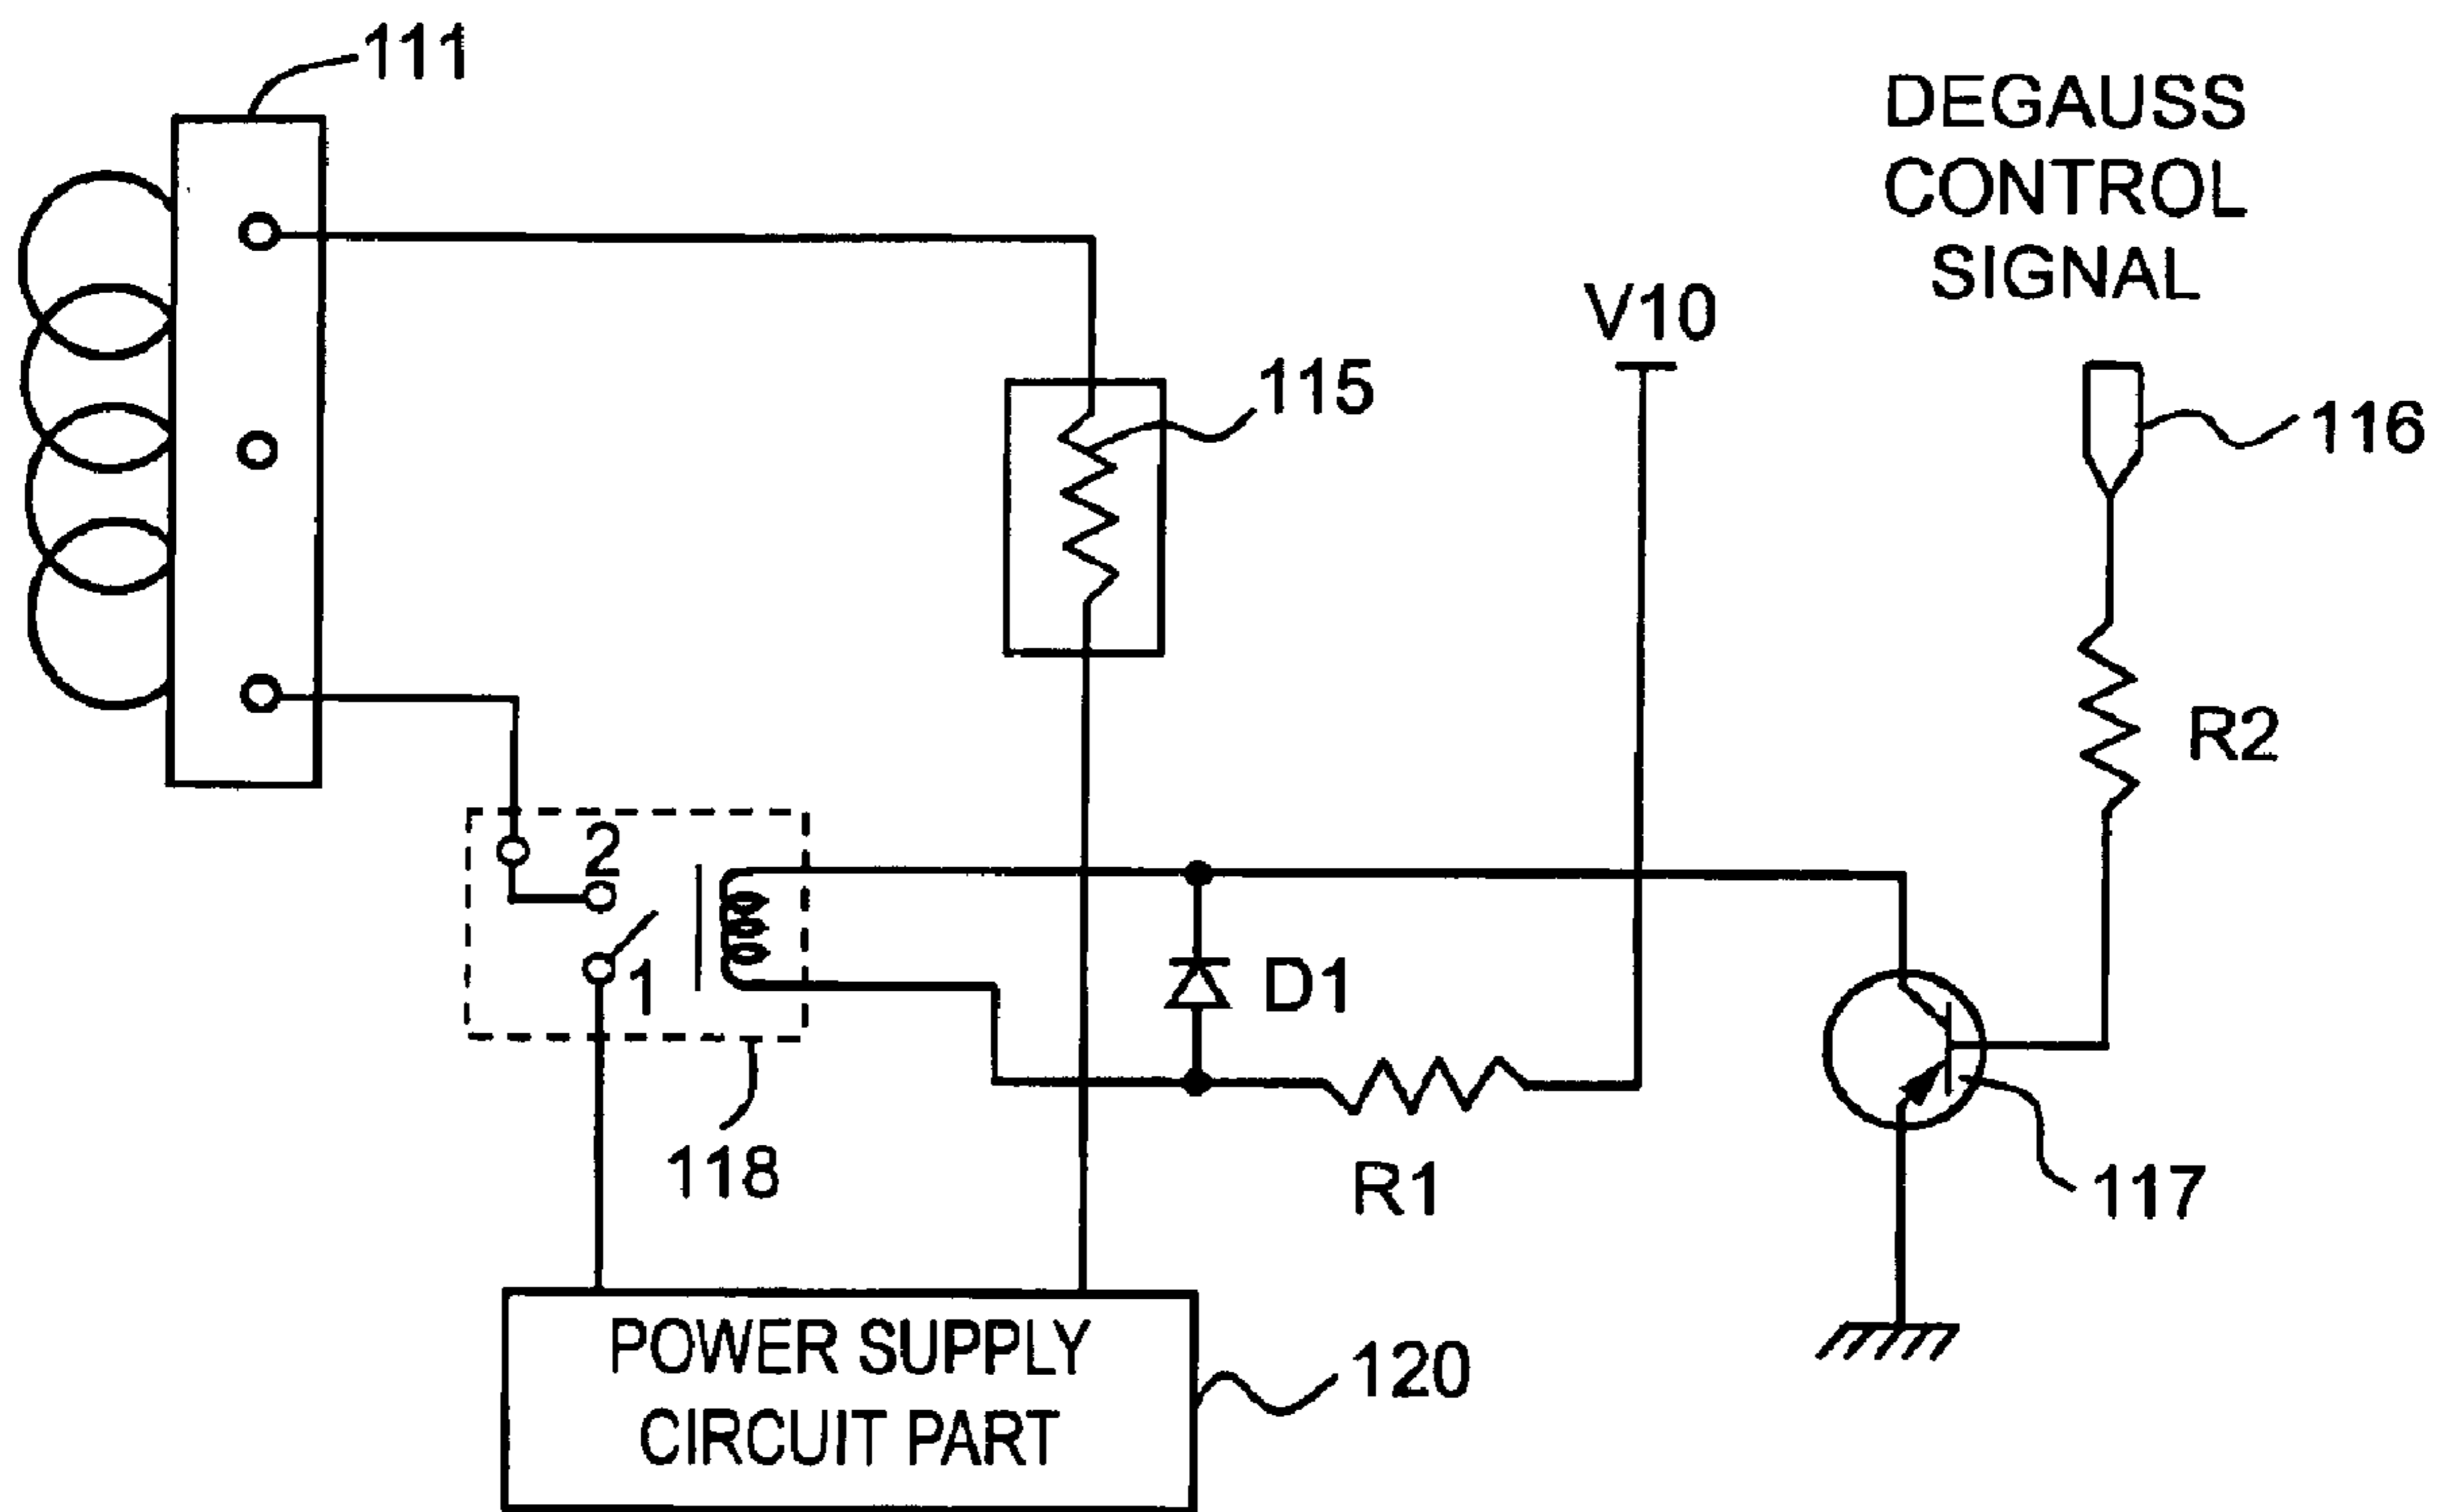 111
DEGAUSS
CONTROL
SIGNAL
V10
115
116
R2
2
1
D1
118
R1
117
POWER SUPPLY
CIRCUIT PART
120